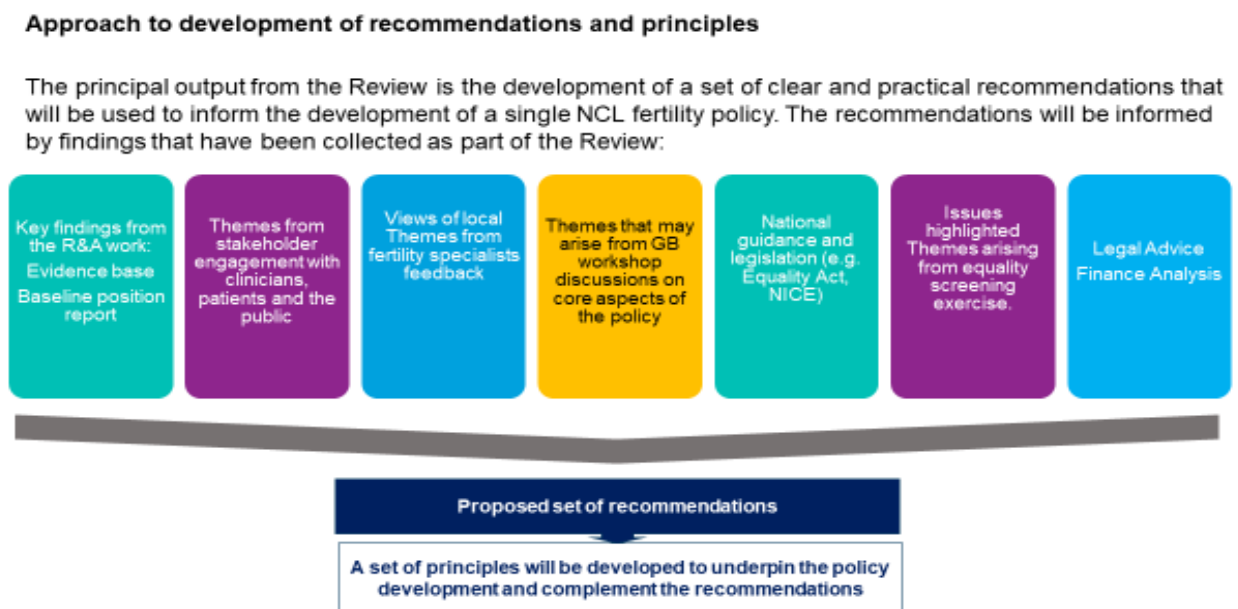 Approach to development of recommendations and principles
The principal output from the Review is the development of a set of clear and practical recommendations that
will be used to inform the development of a single NCL fertility policy. The recommendations will be informed
by findings that have been collected as part of the Review:
Key findings from
the R&A work:
Evidence base
Baseline position
report
Themes from
stakeholder
engagement with
clinicians,
patients and the
public
Views of local
Themes from
fertility specialists
feedback
Themes that may
arise from GB
workshop
discussions on
core aspects of
the policy
National
guidance and
legislation (e.g.
Equality Act,
NICE)
Issues
highlighted
Themes arising
from equality
screening
exercise.
Legal Advice
Finance Analysis
Proposed set of recommendations
A set of principles will be developed to underpin the policy
development and complement the recommendations